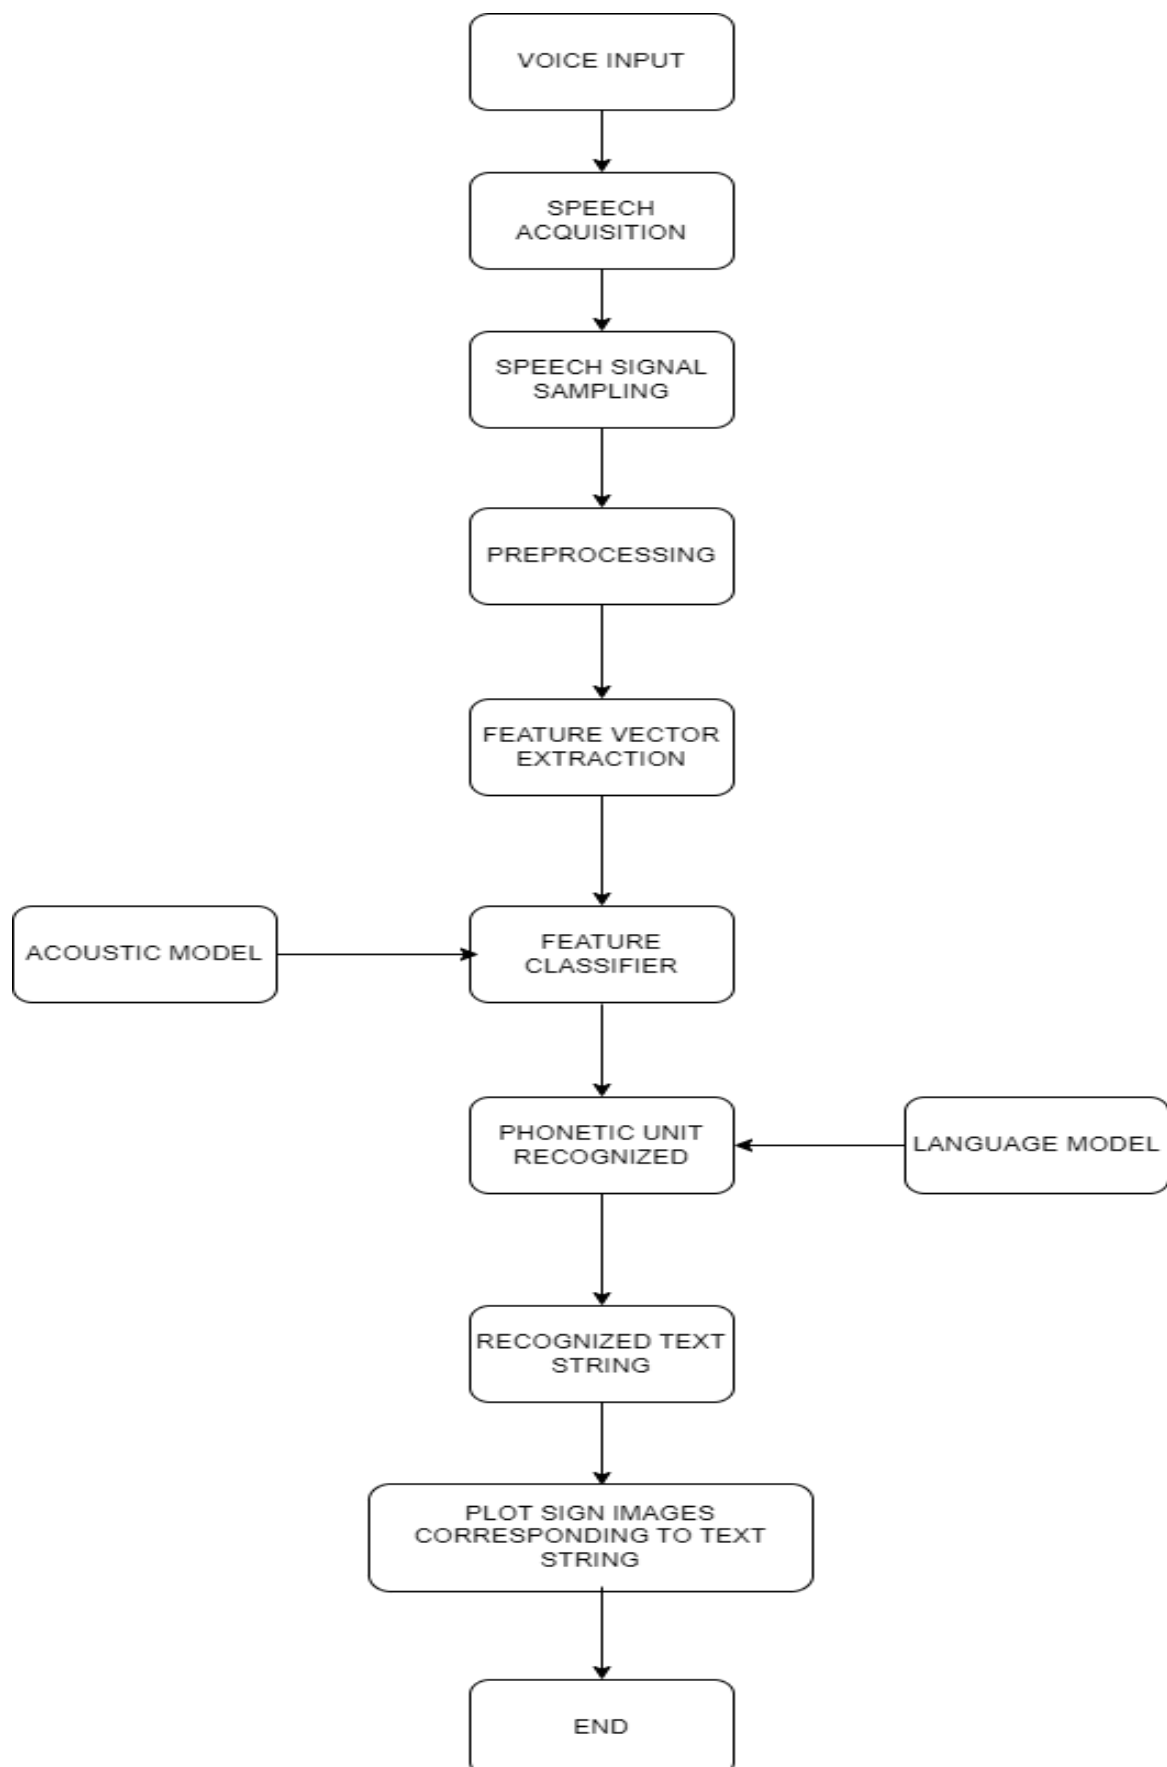 VOICE INPUT
SPEECH
ACQUISITION
SPEECH SIGNAL
SAMPLING
PREPROCESSING
FEATURE VECTOR
EXTRACTION
ACOUSTIC MODEL
FEATURE
CLASSIFIER
PHONETIC UNIT
RECOGNIZED
LANGUAGE MODEL
RECOGNIZED TEXT
STRING
PLOT SIGN IMAGES
CORRESPONDING TO TEXT
STRING
END